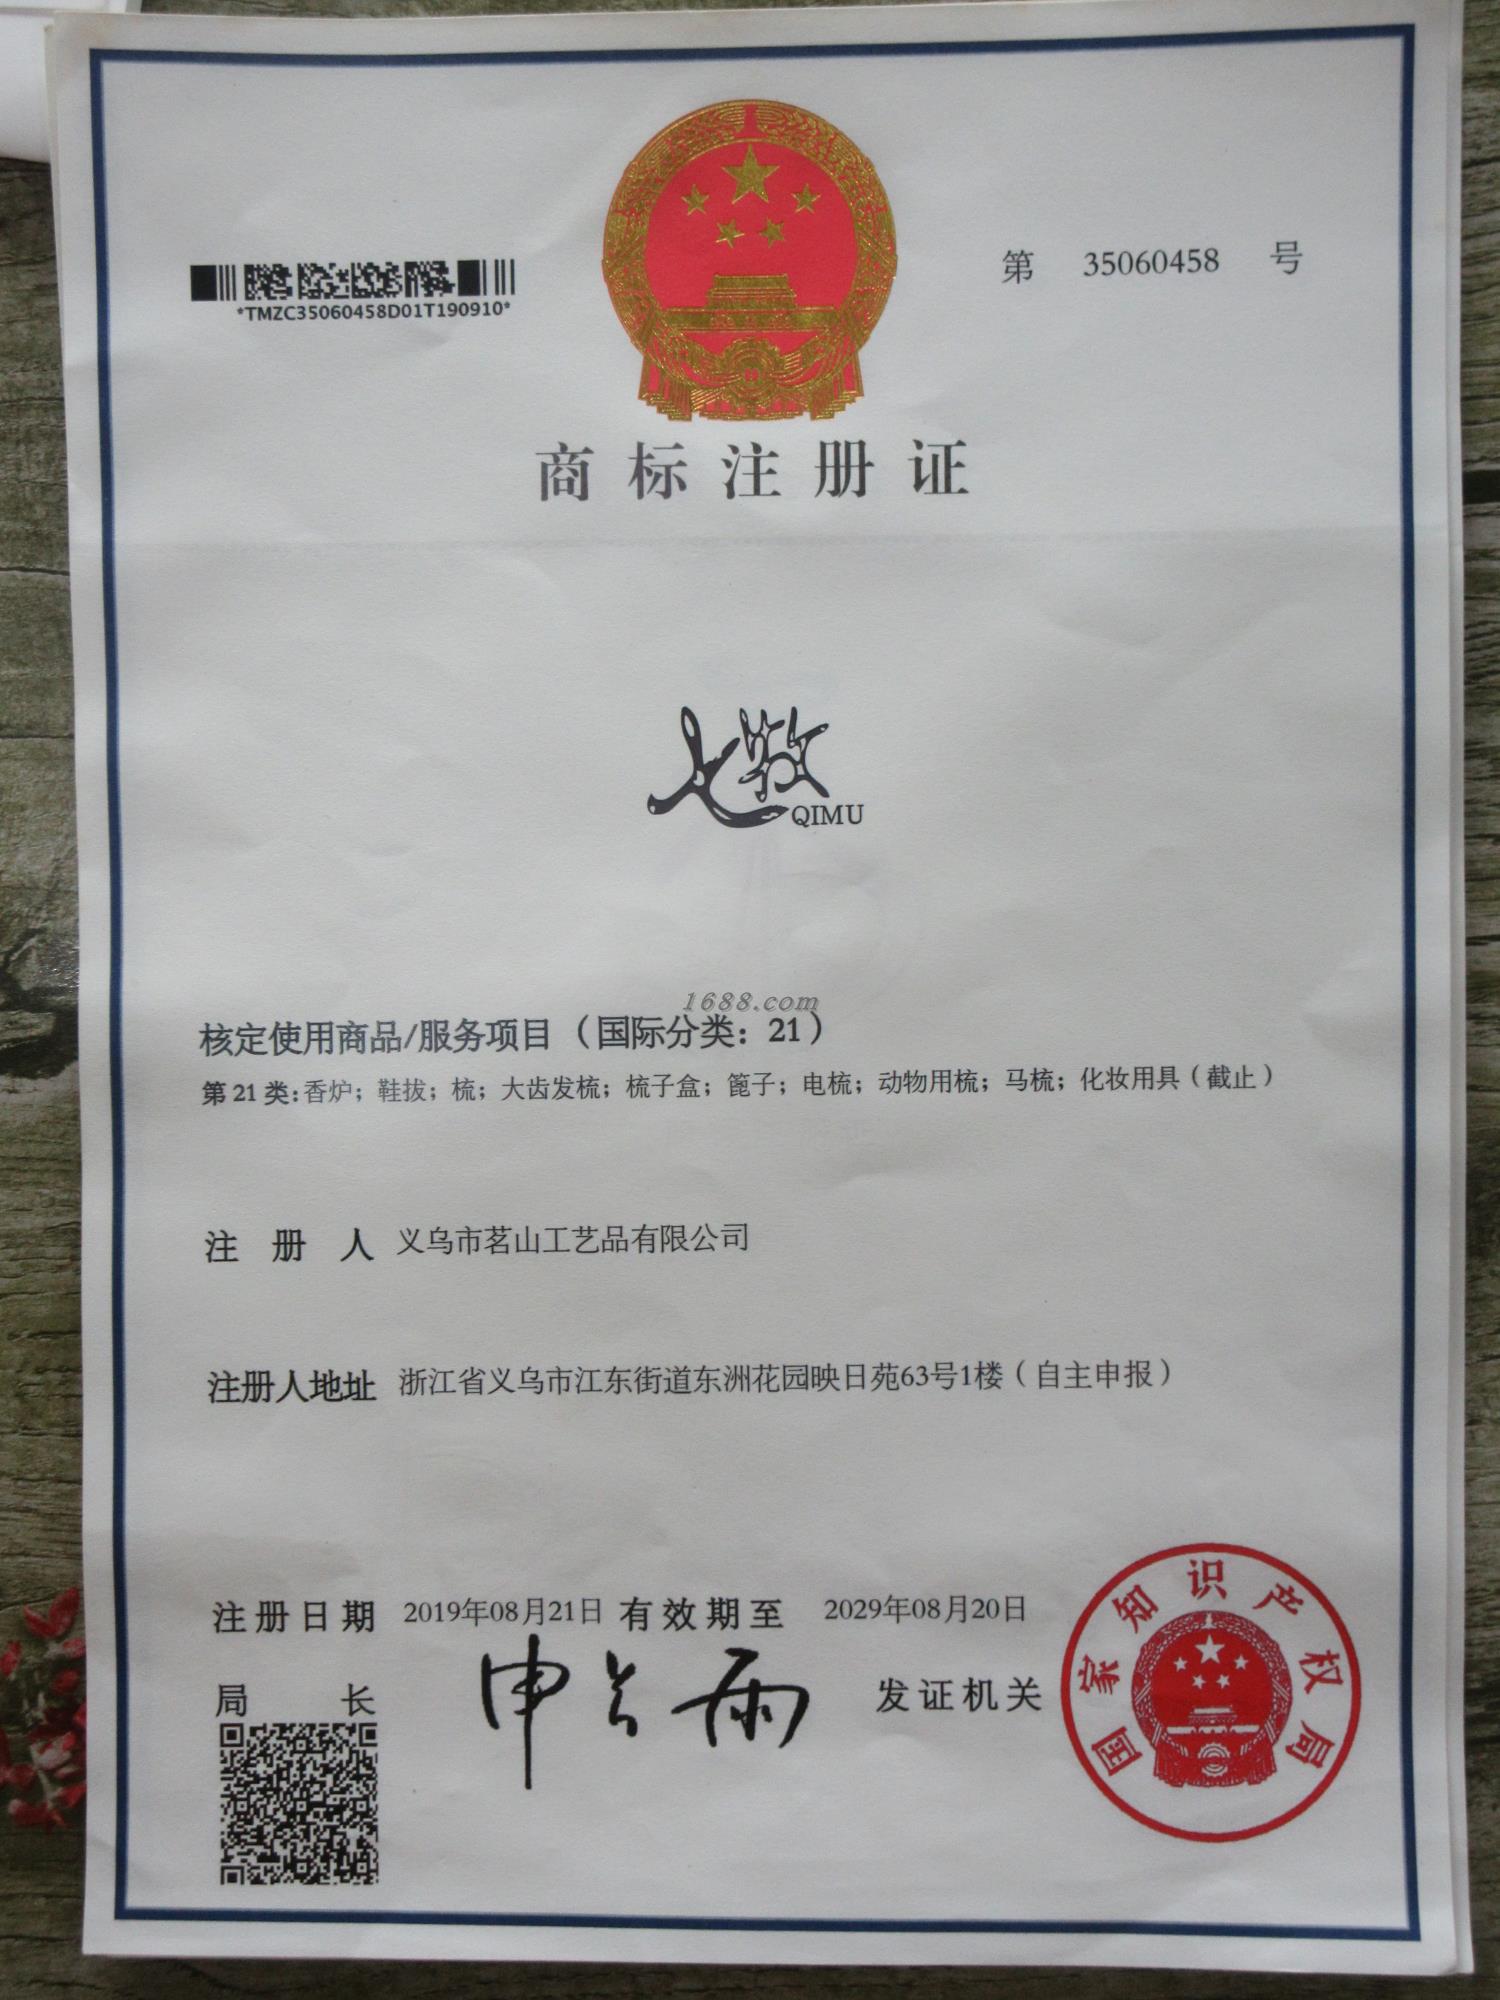 *TMZC35060458D01T190910*
第 35060458 号
商标注册证
七牧
QIMU
1688.com
核定使用商品/服务项目（国际分类：21）
第21类：香炉；鞋拔；梳；大齿发梳；梳子盒；篦子；电梳；动物用梳；马梳；化妆用具（截止）
注册人 义乌市茗山工艺品有限公司
注册人地址 浙江省义乌市江东街道东洲花园映日苑63号1楼（自主申报）
注册日期 2019年08月21日 有效期至 2029年08月20日
局长 申长雨 发证机关
国家知识产权局